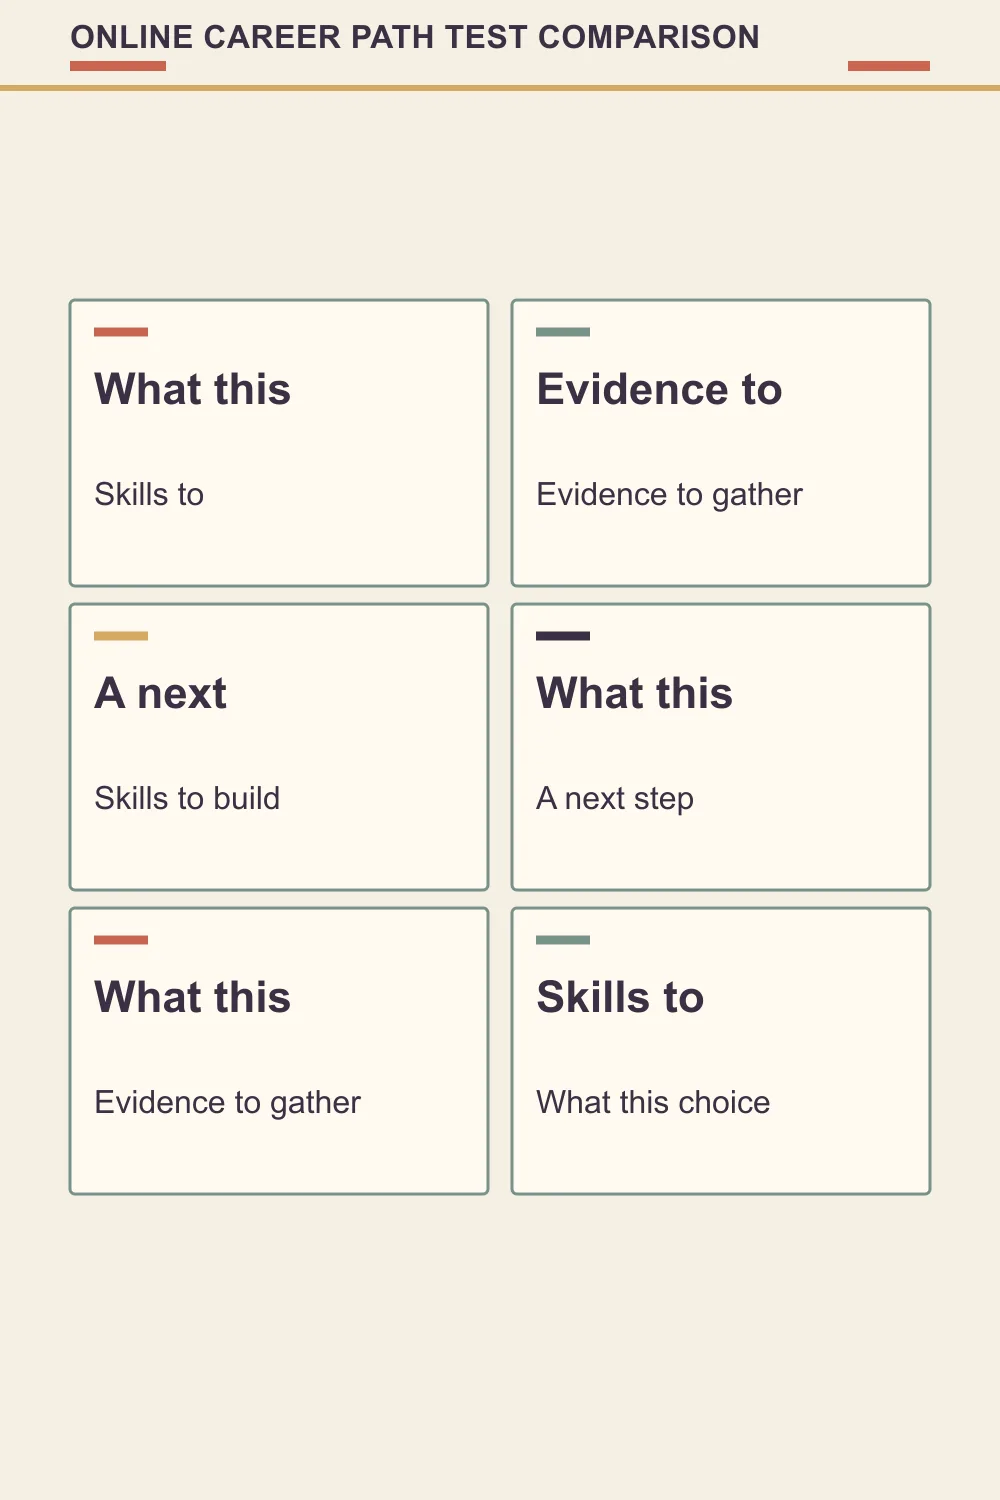 ONLINE CAREER PATH TEST COMPARISON
What this
Skills to
Evidence to
Evidence to gather
A next
Skills to build
What this
A next step
What this
Evidence to gather
Skills to
What this choice